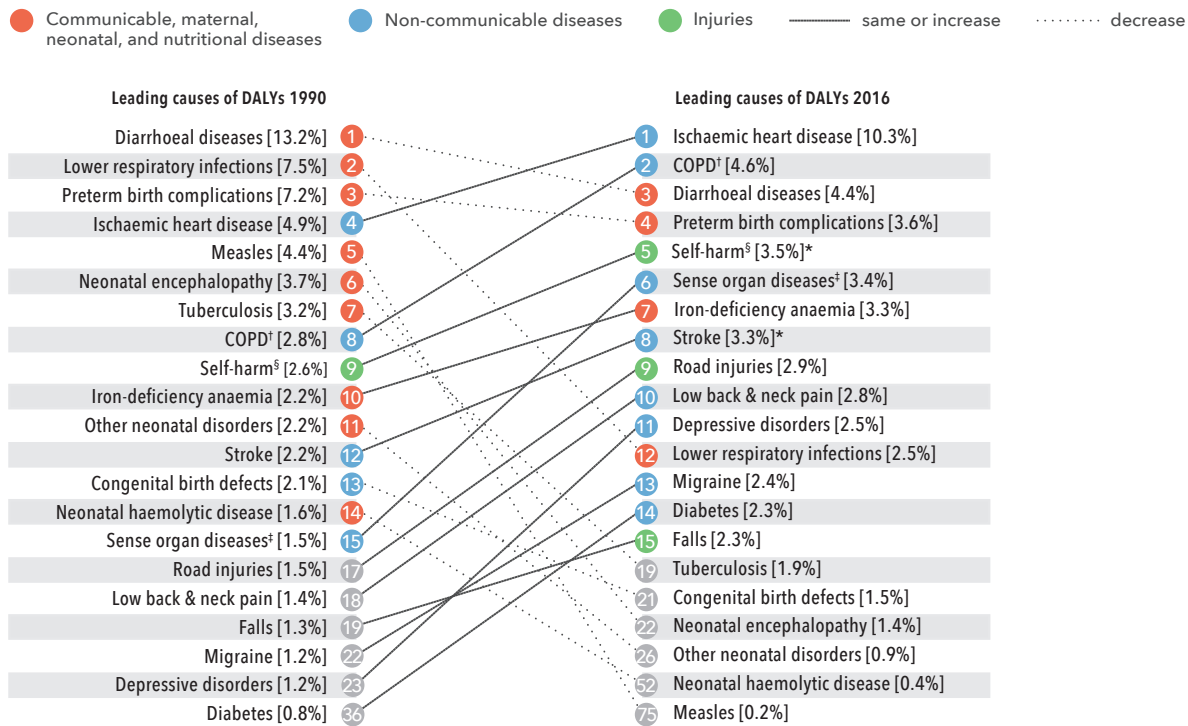 Communicable, maternal,
neonatal, and nutritional diseases
Non-communicable diseases
Injuries
same or increase
decrease
Leading causes of DALYs 1990
Diarrhoeal diseases [13.2%] 1
Lower respiratory infections [7.5%] 2
Preterm birth complications [7.2%] 3
Ischaemic heart disease [4.9%] 4
Measles [4.4%] 5
Neonatal encephalopathy [3.7%] 6
Tuberculosis [3.2%] 7
COPD† [2.8%] 8
Self-harm§ [2.6%] 9
Iron-deficiency anaemia [2.2%] 10
Other neonatal disorders [2.2%] 11
Stroke [2.2%] 12
Congenital birth defects [2.1%] 13
Neonatal haemolytic disease [1.6%] 14
Sense organ diseases‡ [1.5%] 15
Road injuries [1.5%] 17
Low back & neck pain [1.4%] 18
Falls [1.3%] 19
Migraine [1.2%] 22
Depressive disorders [1.2%] 23
Diabetes [0.8%] 36
Leading causes of DALYs 2016
1 Ischaemic heart disease [10.3%]
2 COPD† [4.6%]
3 Diarrhoeal diseases [4.4%]
4 Preterm birth complications [3.6%]
5 Self-harm§ [3.5%]*
6 Sense organ diseases‡ [3.4%]
7 Iron-deficiency anaemia [3.3%]
8 Stroke [3.3%]*
9 Road injuries [2.9%]
10 Low back & neck pain [2.8%]
11 Depressive disorders [2.5%]
12 Lower respiratory infections [2.5%]
13 Migraine [2.4%]
14 Diabetes [2.3%]
15 Falls [2.3%]
19 Tuberculosis [1.9%]
21 Congenital birth defects [1.5%]
22 Neonatal encephalopathy [1.4%]
26 Other neonatal disorders [0.9%]
52 Neonatal haemolytic disease [0.4%]
75 Measles [0.2%]